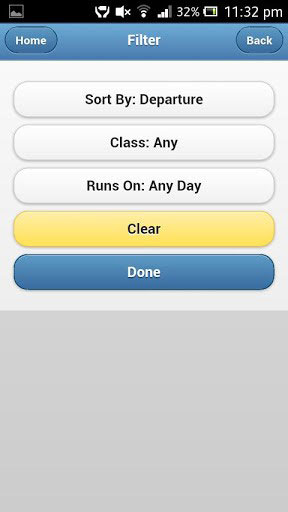 32% 11:32 pm
Home Filter Back
Sort By: Departure
Class: Any
Runs On: Any Day
Clear
Done